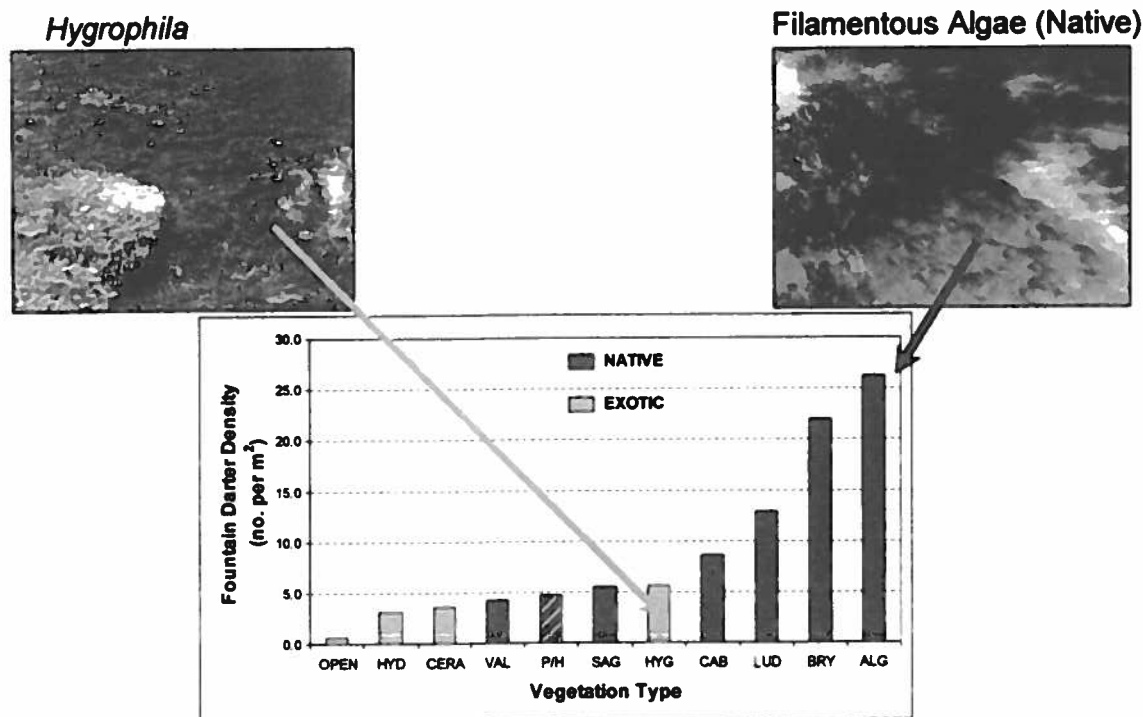 Hygrophila
Filamentous Algae (Native)
30.0
25.0
20.0
15.0
10.0
5.0
0.0
Fountain Darter Density
(no. per m²)
NATIVE
EXOTIC
OPEN HYD CERA VAL P/H SAG HYG CAB LUD BRY ALG
Vegetation Type